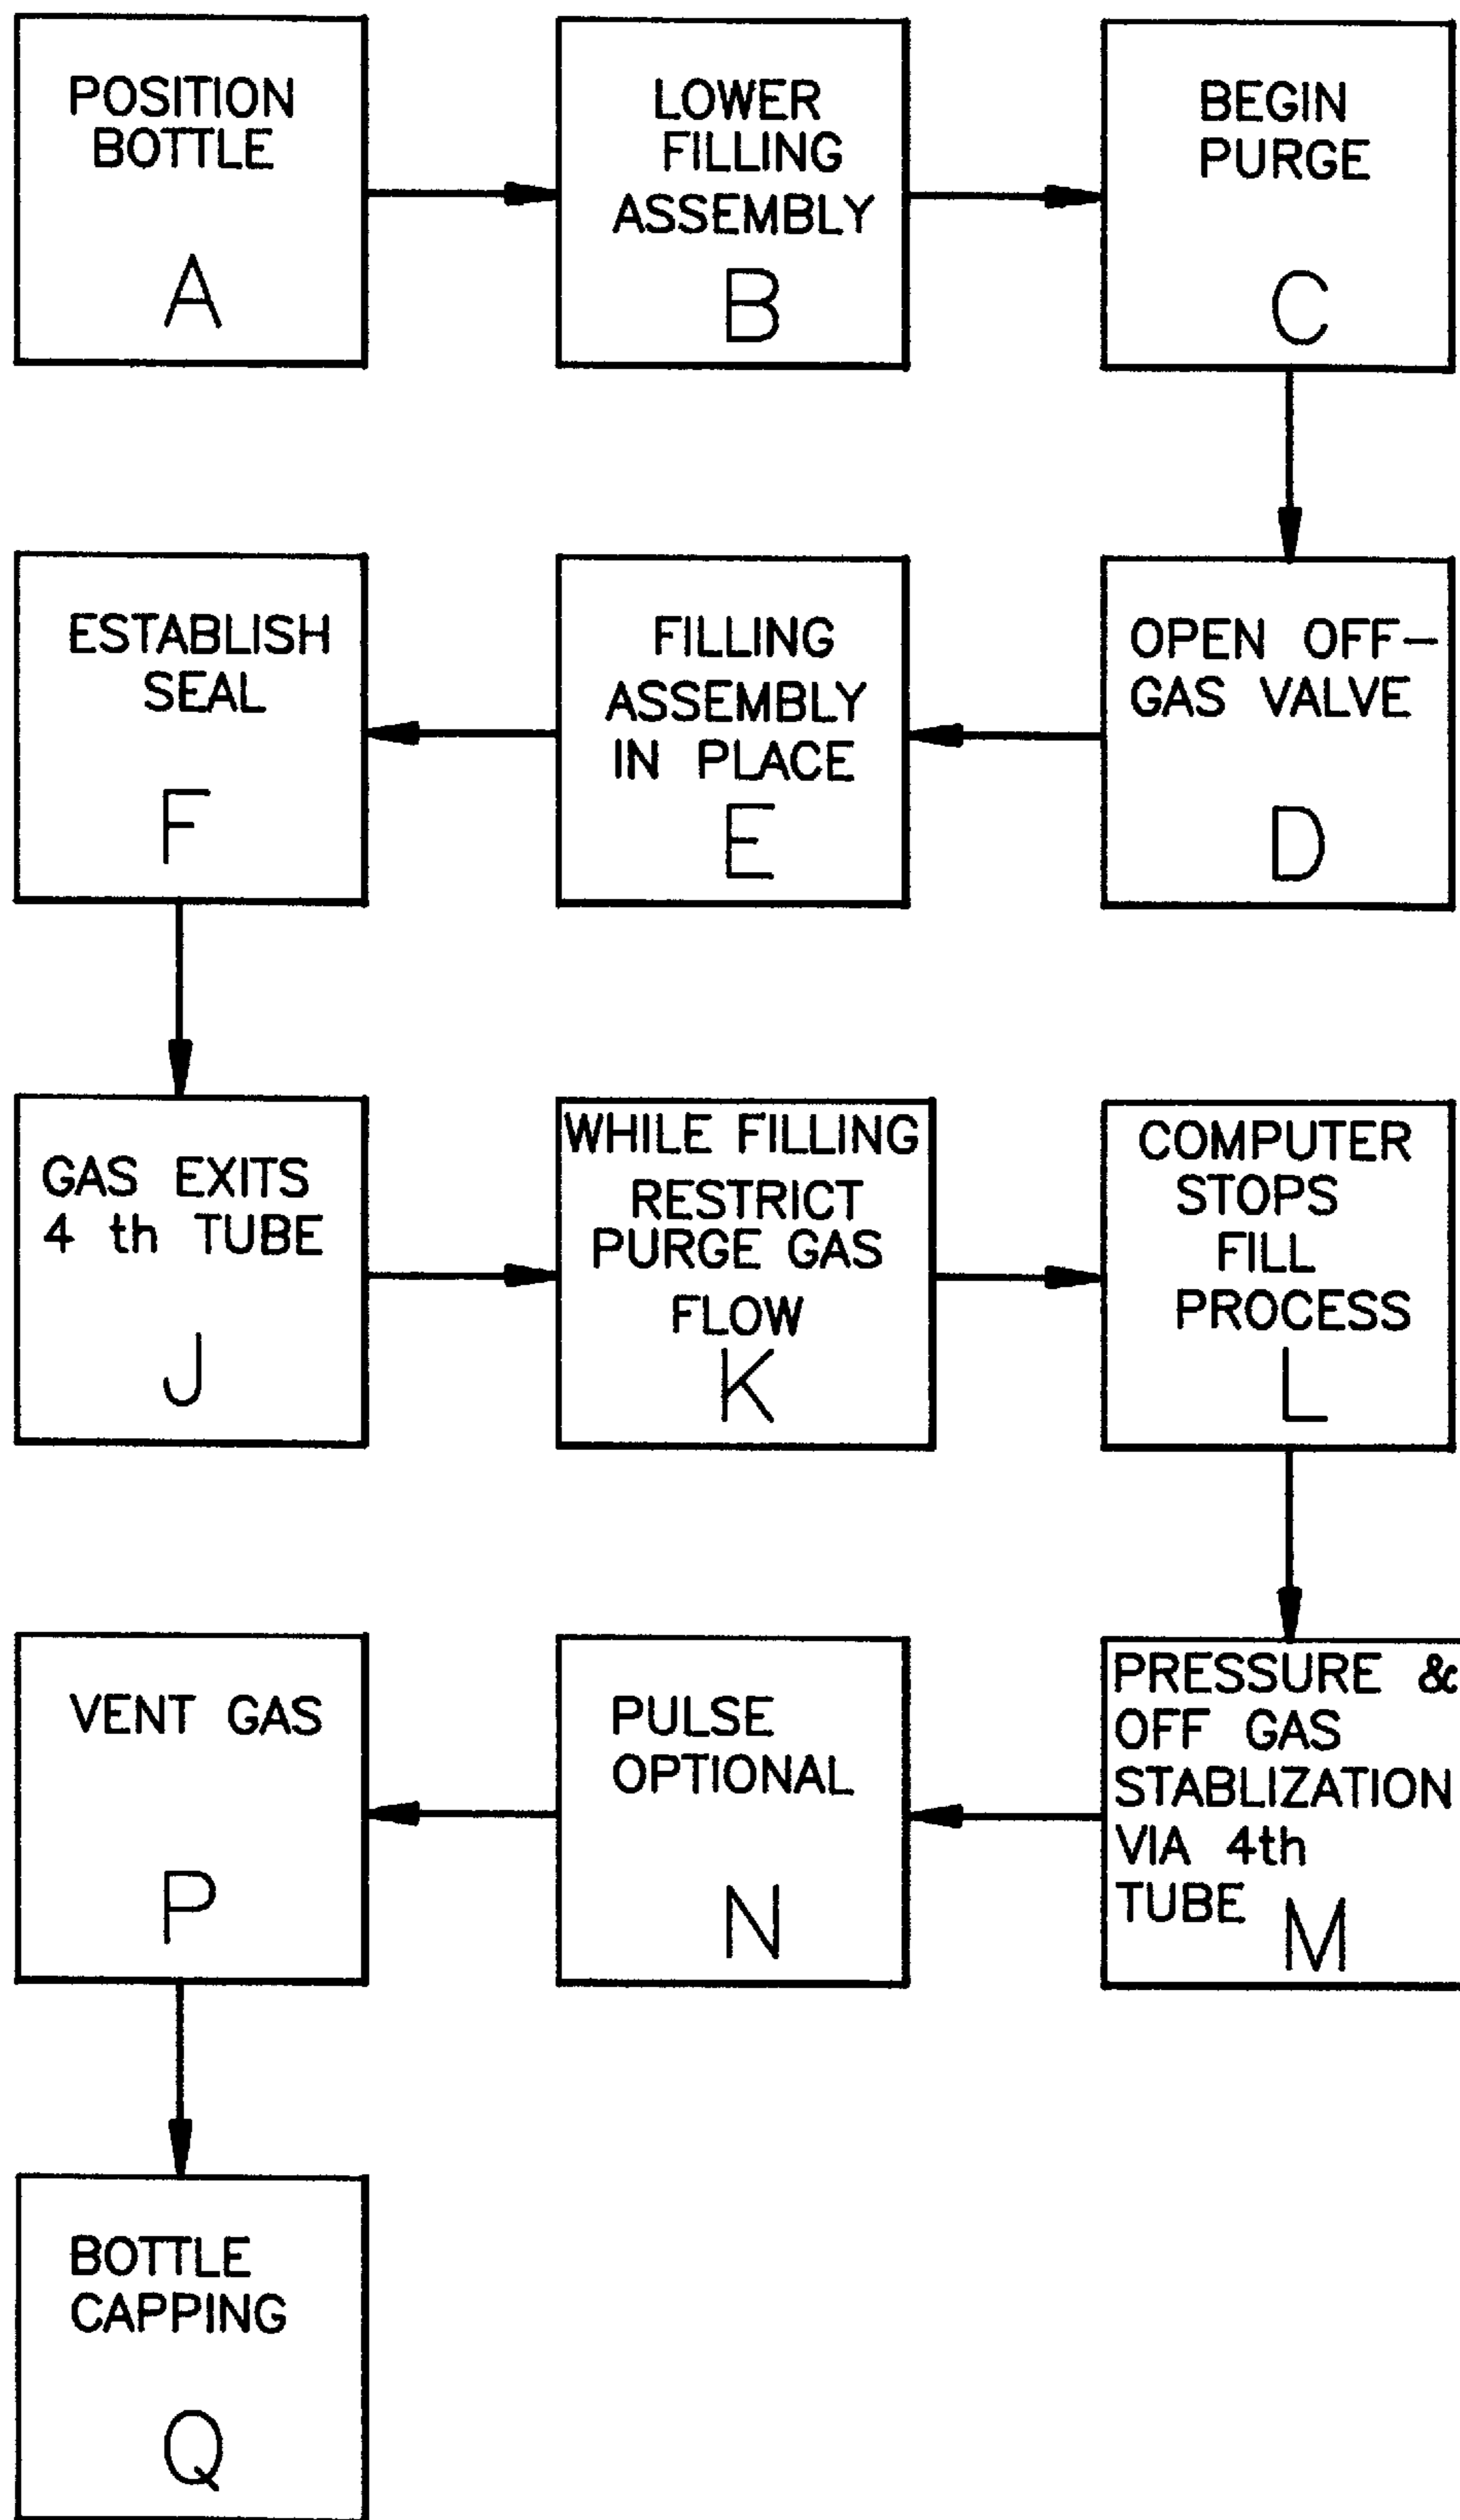 POSITION
BOTTLE
A
LOWER
FILLING
ASSEMBLY
B
BEGIN
PURGE
C
OPEN OFF-
GAS VALVE
D
FILLING
ASSEMBLY
IN PLACE
E
ESTABLISH
SEAL
F
GAS EXITS
4 th TUBE
J
WHILE FILLING
RESTRICT
PURGE GAS
FLOW
K
COMPUTER
STOPS
FILL
PROCESS
L
PRESSURE &
OFF GAS
STABLIZATION
VIA 4th
TUBE
M
PULSE
OPTIONAL
N
VENT GAS
P
BOTTLE
CAPPING
Q